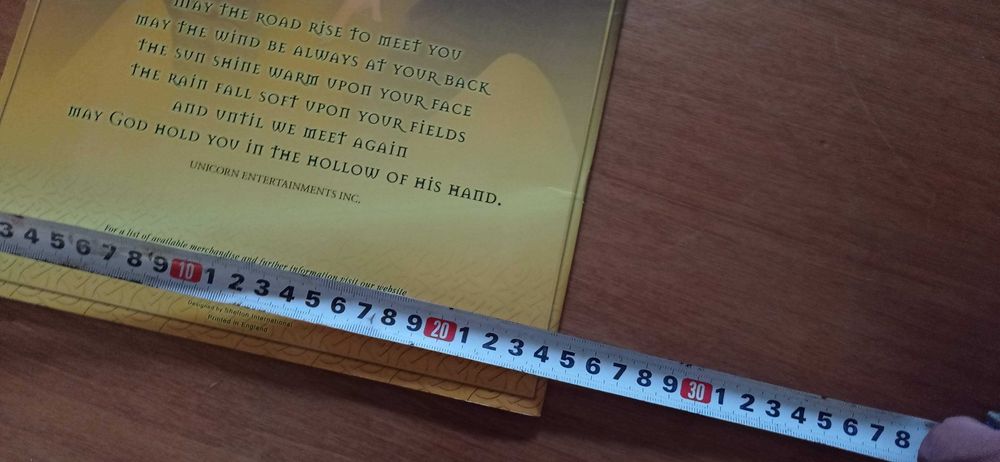 MAY THE ROAD RISE TO MEET YOU
MAY THE WIND BE ALWAYS AT YOUR BACK
THE SUN SHINE WARM UPON YOUR FACE
THE RAIN FALL SOFT UPON YOUR FIELDS
AND UNTIL WE MEET AGAIN
MAY GOD HOLD YOU IN THE HOLLOW OF HIS HAND.
UNICORN ENTERTAINMENTS INC.
For a list of available merchandise and further information visit our website
3 4 5 6 7 8 9 10 1 2 3 4 5 6 7 8 9 20 1 2 3 4 5 6 7 8 9 30 1 2 3 4 5 6 7 8
Designed by Shelton International
Printed in England